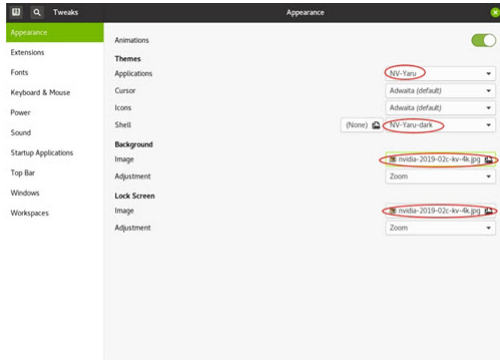 Tweaks
Appearance
Appearance
Extensions
Fonts
Keyboard & Mouse
Power
Sound
Startup Applications
Top Bar
Windows
Workspaces
Animations
Themes
Applications NV-Yaru
Cursor Adwaita (default)
Icons Adwaita (default)
Shell (None) NV-Yaru-dark
Background
Image nvidia-2019-02c-kv-4k.jpg
Adjustment Zoom
Lock Screen
Image nvidia-2019-02c-kv-4k.jpg
Adjustment Zoom